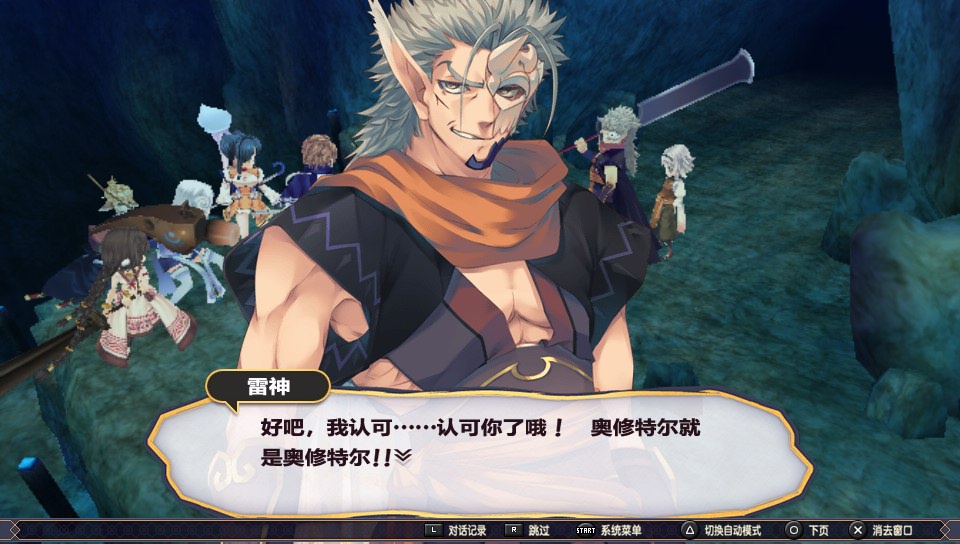 雷神
好吧，我认可……认可你了哦！　奥修特尔就
是奥修特尔!!
L 对话记录 R 跳过 START 系统菜单 △ 切换自动模式 ○ 下页 × 消去窗口